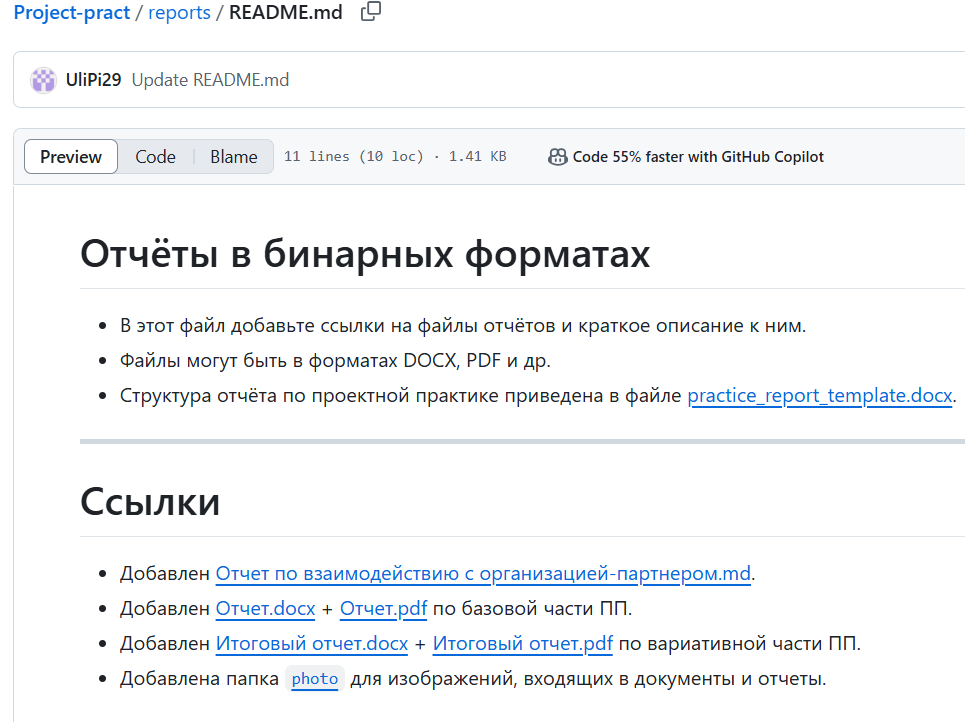 Project-pract / reports / README.md
UliPi29 Update README.md
Preview Code Blame 11 lines (10 loc) · 1.41 KB Code 55% faster with GitHub Copilot
Отчёты в бинарных форматах
• В этот файл добавьте ссылки на файлы отчётов и краткое описание к ним.
• Файлы могут быть в форматах DOCX, PDF и др.
• Структура отчёта по проектной практике приведена в файле practice_report_template.docx.
Ссылки
• Добавлен Отчет по взаимодействию с организацией-партнером.md.
• Добавлен Отчет.docx + Отчет.pdf по базовой части ПП.
• Добавлен Итоговый отчет.docx + Итоговый отчет.pdf по вариативной части ПП.
• Добавлена папка photo для изображений, входящих в документы и отчеты.